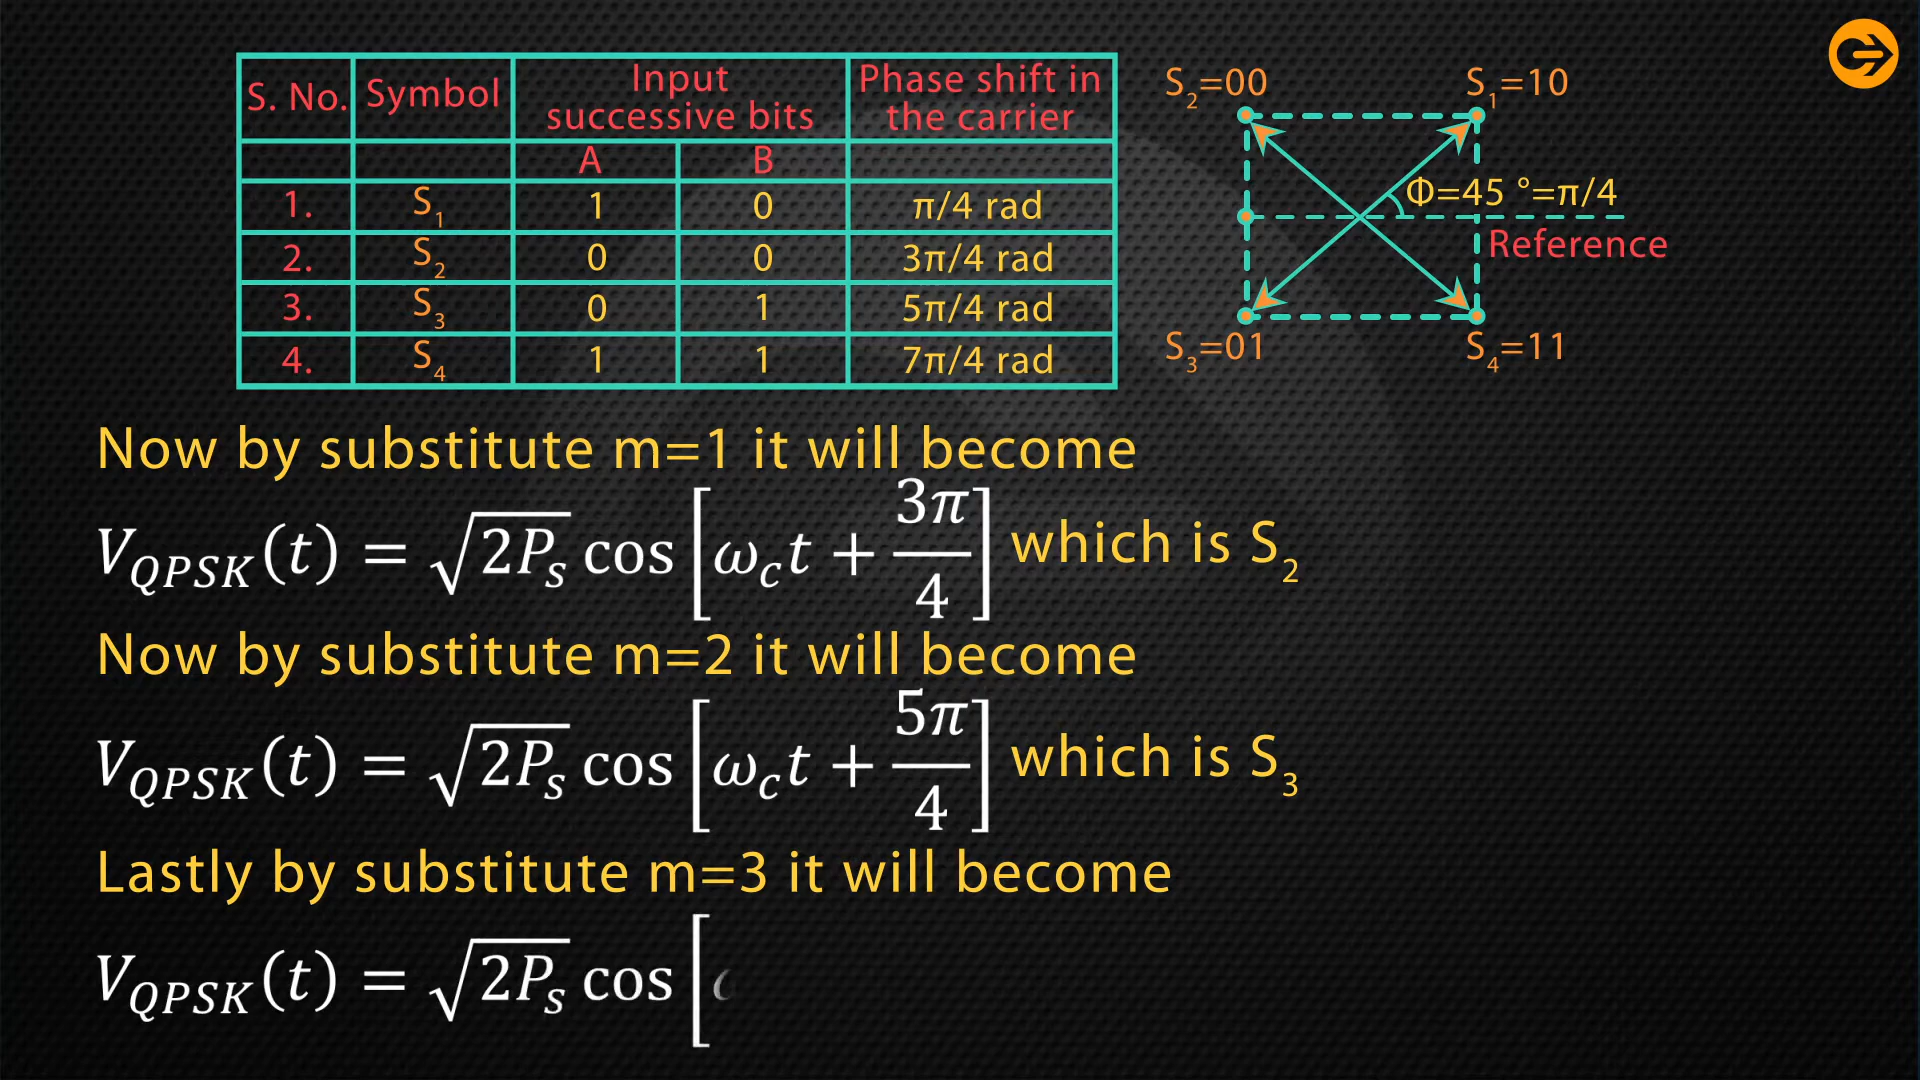 S. No. Symbol Input successive bits Phase shift in the carrier
A B
1. S₁ 1 0 π/4 rad
2. S₂ 0 0 3π/4 rad
3. S₃ 0 1 5π/4 rad
4. S₄ 1 1 7π/4 rad
S₂=00 S₁=10
Φ=45 °=π/4
Reference
S₃=01 S₄=11
Now by substitute m=1 it will become
V_QPSK(t) = √(2Pₛ) cos [ω_c t + 3π/4] which is S₂
Now by substitute m=2 it will become
V_QPSK(t) = √(2Pₛ) cos [ω_c t + 5π/4] which is S₃
Lastly by substitute m=3 it will become
V_QPSK(t) = √(2Pₛ) cos [